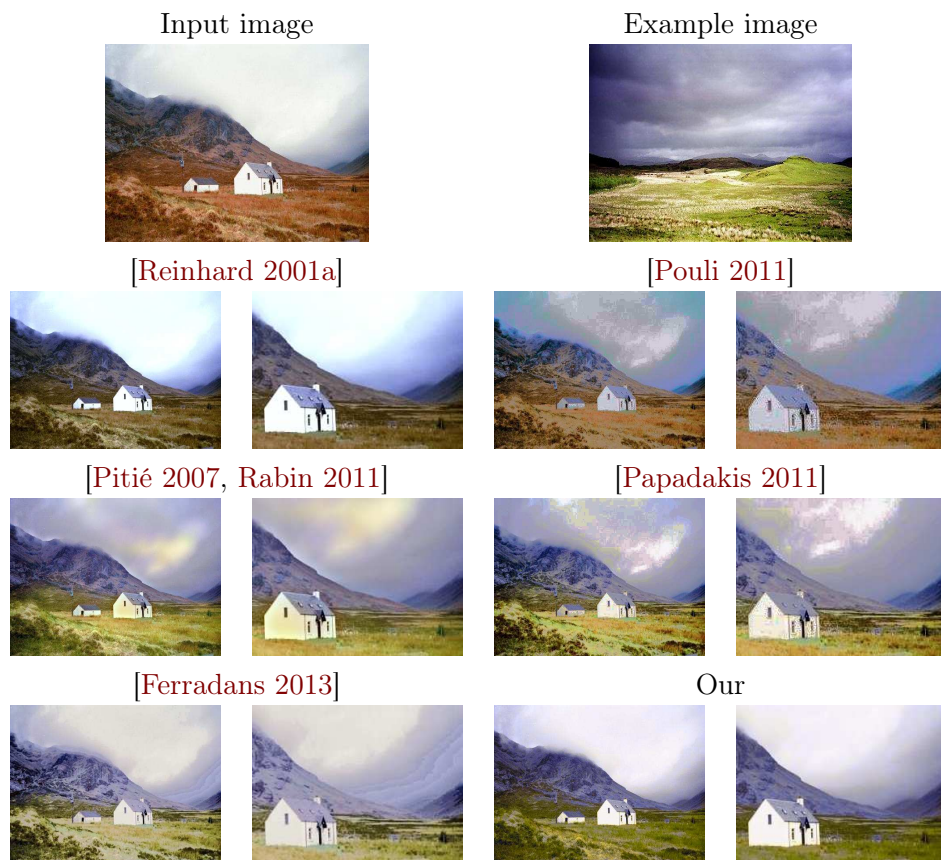 Input image
Example image
[Reinhard 2001a]
[Pouli 2011]
[Pitié 2007, Rabin 2011]
[Papadakis 2011]
[Ferradans 2013]
Our